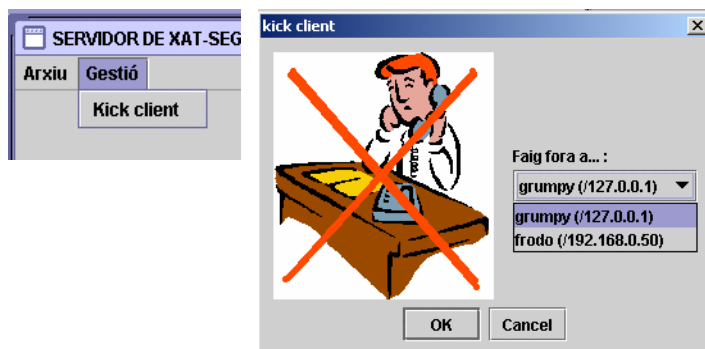 SERVIDOR DE XAT-SEG
Arxiu Gestió
Kick client
kick client
Faig fora a... :
grumpy (/127.0.0.1)
grumpy (/127.0.0.1)
frodo (/192.168.0.50)
OK Cancel